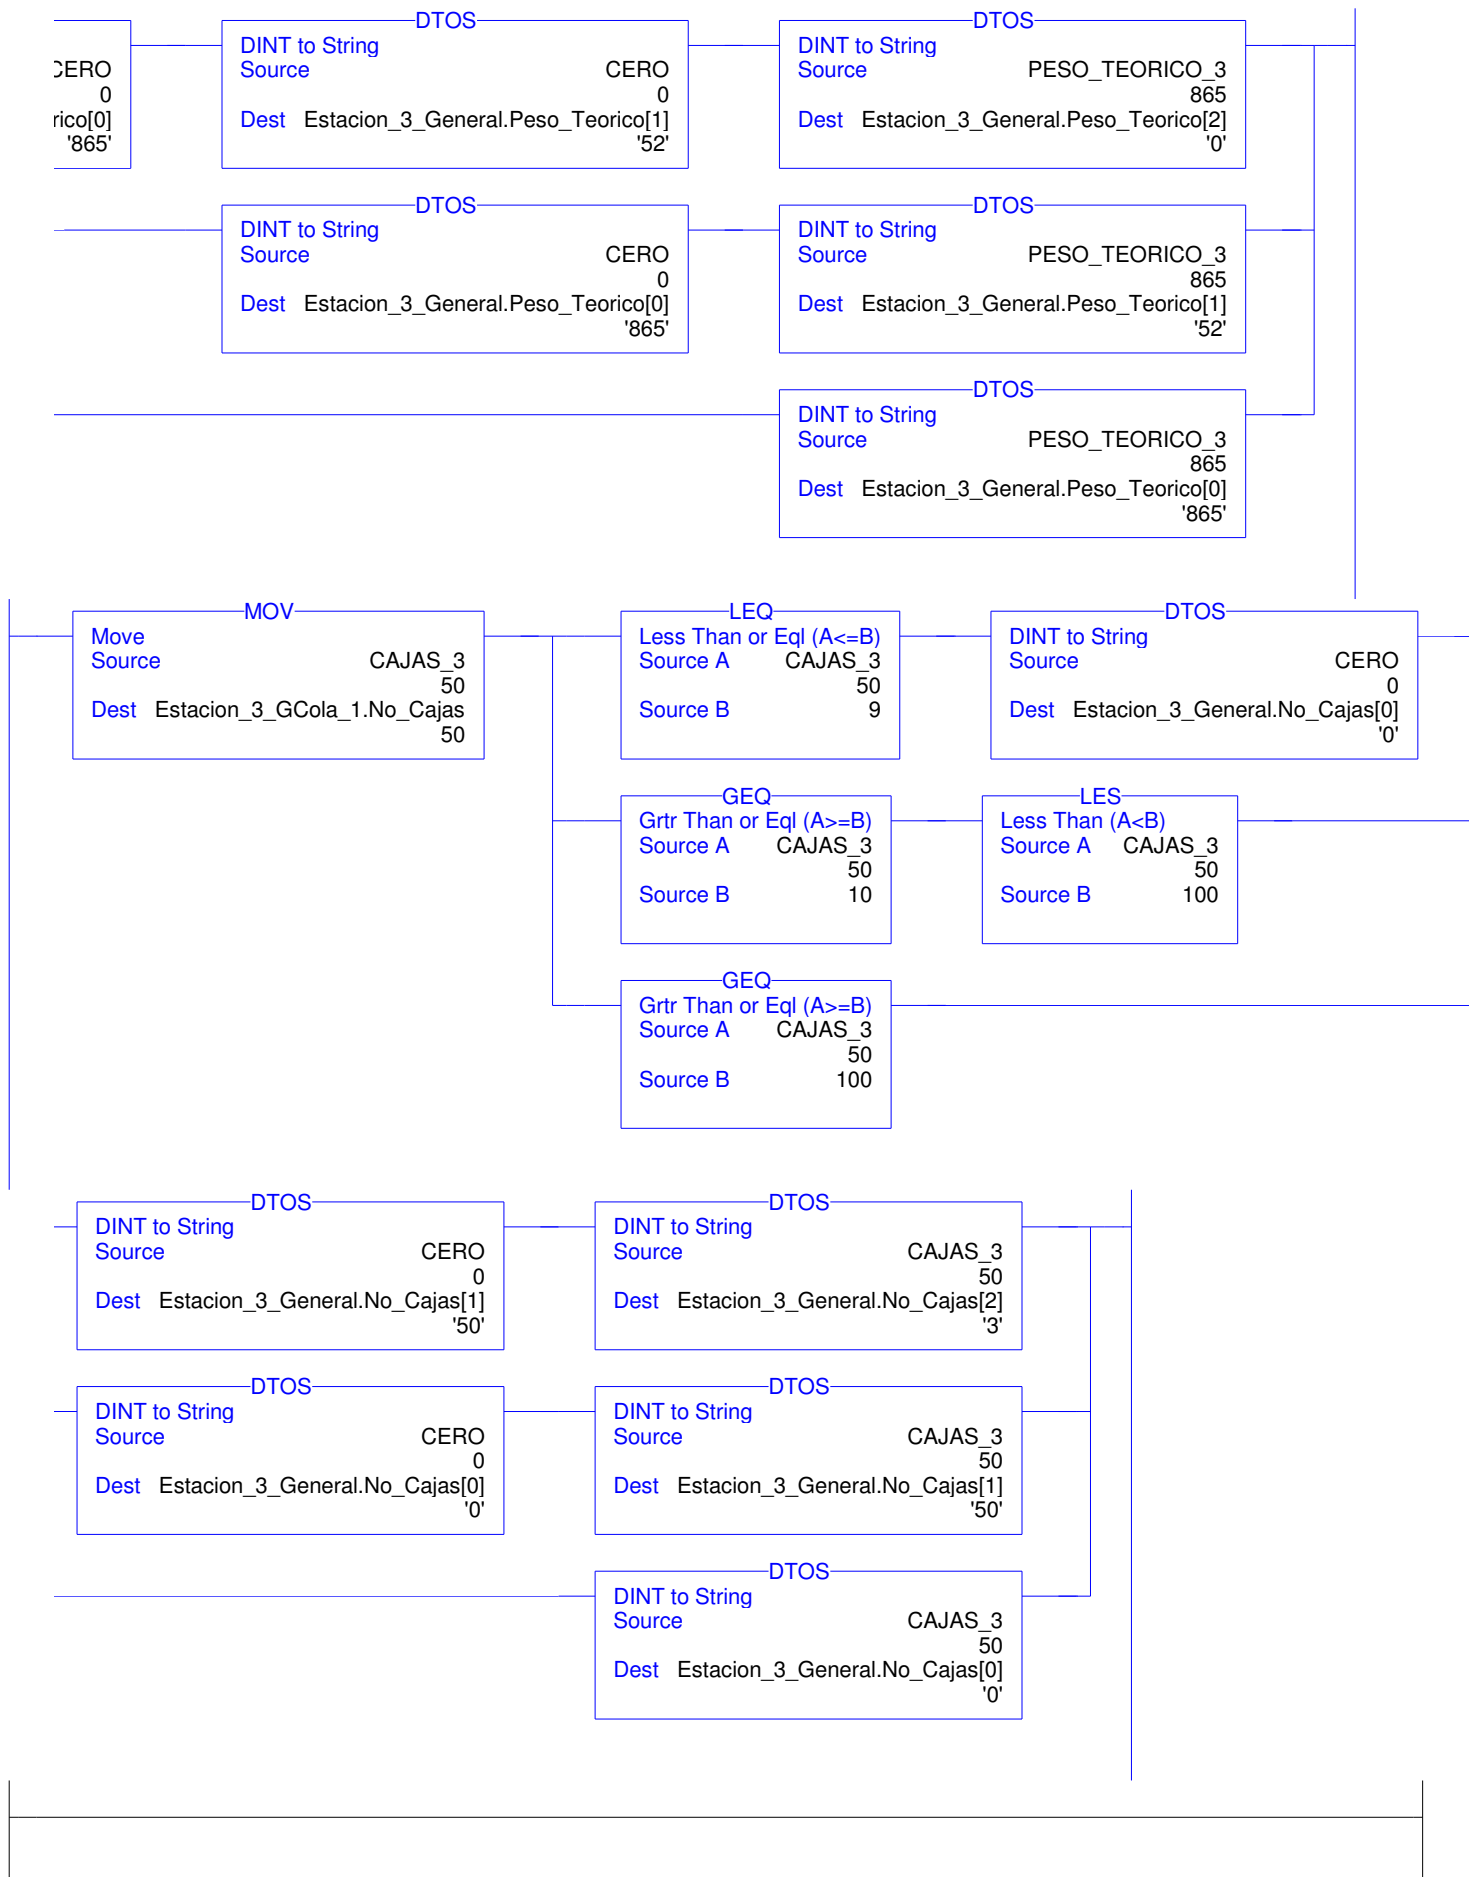 DTOS DTOS
DINT to String DINT to String
CERO Source CERO Source PESO_TEORICO_3
0 0 865
rico[0] Dest Estacion_3_General.Peso_Teorico[1] Dest Estacion_3_General.Peso_Teorico[2]
'865' '52' '0'
DTOS DTOS
DINT to String DINT to String
Source CERO Source PESO_TEORICO_3
0 865
Dest Estacion_3_General.Peso_Teorico[0] Dest Estacion_3_General.Peso_Teorico[1]
'865' '52'
DTOS
DINT to String
Source PESO_TEORICO_3
865
Dest Estacion_3_General.Peso_Teorico[0]
'865'
MOV LEQ DTOS
Move Less Than or Eql (A<=B) DINT to String
Source CAJAS_3 Source A CAJAS_3 Source CERO
50 50 0
Dest Estacion_3_GCola_1.No_Cajas Source B 9 Dest Estacion_3_General.No_Cajas[0]
50 '0'
GEQ LES
Grtr Than or Eql (A>=B) Less Than (A<B)
Source A CAJAS_3 Source A CAJAS_3
50 50
Source B 10 Source B 100
GEQ
Grtr Than or Eql (A>=B)
Source A CAJAS_3
50
Source B 100
DTOS DTOS
DINT to String DINT to String
Source CERO Source CAJAS_3
0 50
Dest Estacion_3_General.No_Cajas[1] Dest Estacion_3_General.No_Cajas[2]
'50' '3'
DTOS DTOS
DINT to String DINT to String
Source CERO Source CAJAS_3
0 50
Dest Estacion_3_General.No_Cajas[0] Dest Estacion_3_General.No_Cajas[1]
'0' '50'
DTOS
DINT to String
Source CAJAS_3
50
Dest Estacion_3_General.No_Cajas[0]
'0'